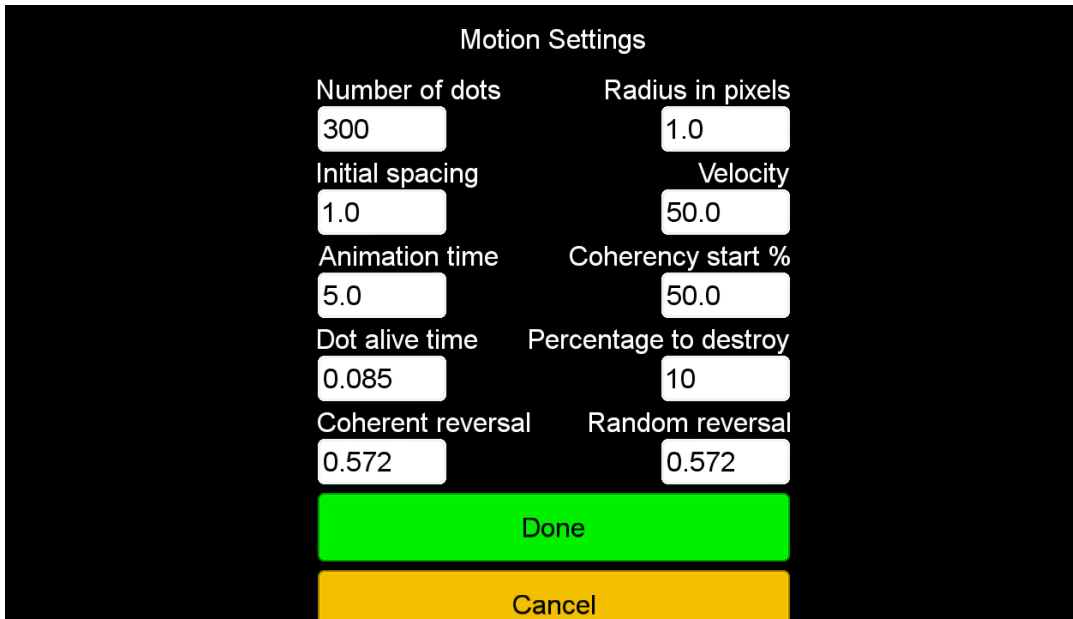 Motion Settings
Number of dots Radius in pixels
300 1.0
Initial spacing Velocity
1.0 50.0
Animation time Coherency start %
5.0 50.0
Dot alive time Percentage to destroy
0.085 10
Coherent reversal Random reversal
0.572 0.572
Done
Cancel